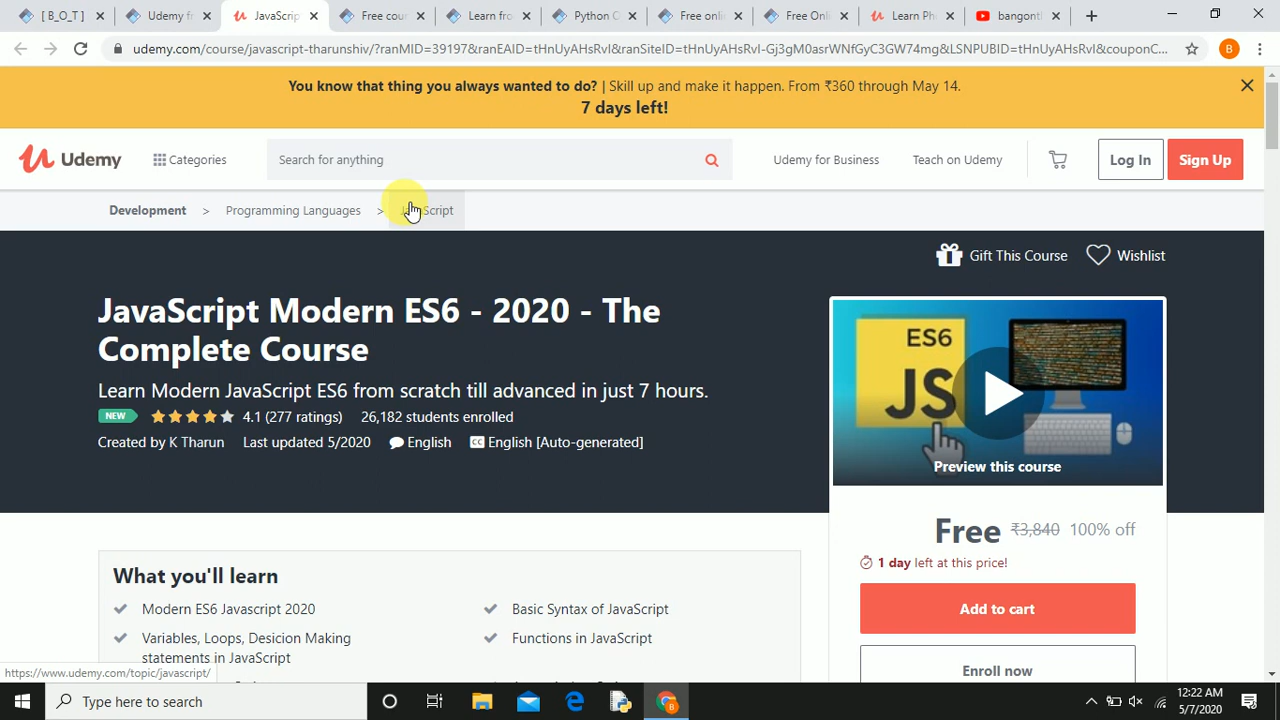 [ B_O_T ]
Udemy f
JavaScrip
Free cou
Learn fro
Python C
Free onli
Free Onl
Learn Ph
bangonth
udemy.com/course/javascript-tharunshiv/?ranMID=39197&ranEAID=tHnUyAHsRvI&ranSiteID=tHnUyAHsRvI-Gj3gM0asrWNfGyC3GW74mg&LSNPUBID=tHnUyAHsRvI&couponC...
B
You know that thing you always wanted to do? | Skill up and make it happen. From ₹360 through May 14.
7 days left!
Udemy
Categories
Search for anything
Udemy for Business
Teach on Udemy
Log In
Sign Up
Development > Programming Languages > JavaScript
Gift This Course
Wishlist
JavaScript Modern ES6 - 2020 - The
Complete Course
Learn Modern JavaScript ES6 from scratch till advanced in just 7 hours.
NEW 4.1 (277 ratings) 26,182 students enrolled
Created by K Tharun Last updated 5/2020 English CC English [Auto-generated]
ES6
JS
Preview this course
Free ₹3,840 100% off
1 day left at this price!
Add to cart
Enroll now
What you'll learn
Modern ES6 Javascript 2020
Basic Syntax of JavaScript
Variables, Loops, Desicion Making
statements in JavaScript
Functions in JavaScript
https://www.udemy.com/topic/javascript/
Type here to search
B
12:22 AM
5/7/2020